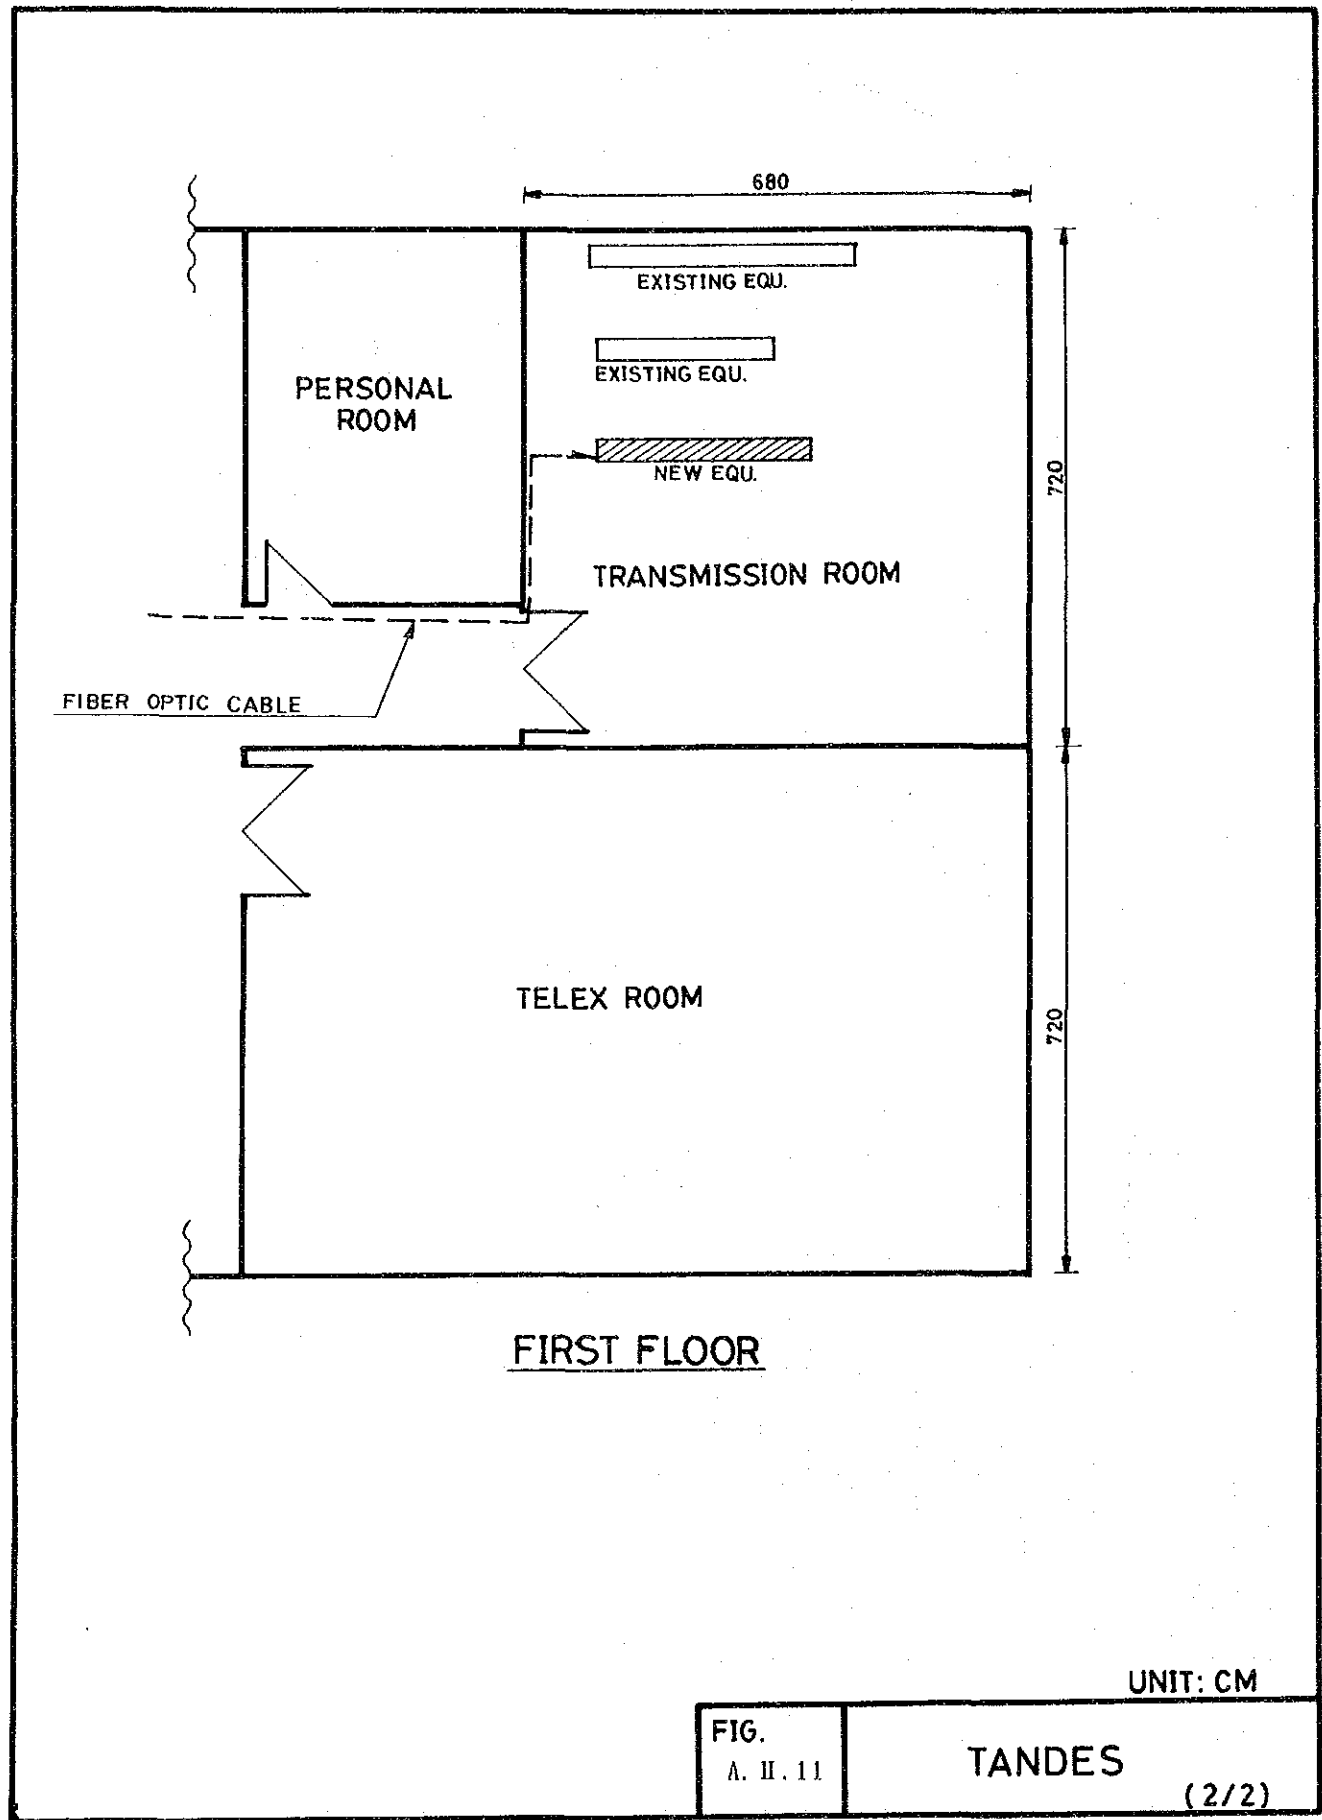 680
EXISTING EQU.
EXISTING EQU.
PERSONAL
ROOM
NEW EQU.
720
TRANSMISSION ROOM
FIBER OPTIC CABLE
TELEX ROOM
720
FIRST FLOOR
UNIT: CM
FIG.
A. II. 11
TANDES
(2/2)